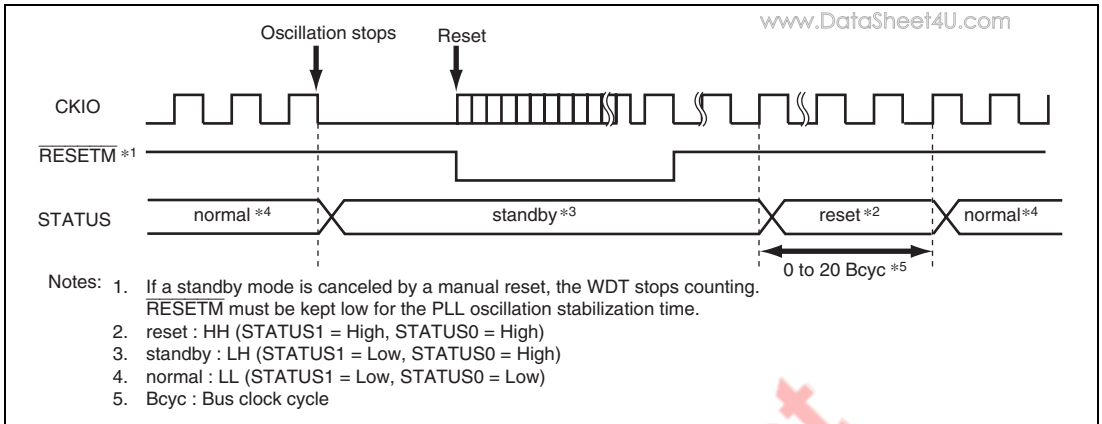 www.DataSheet4U.com
Oscillation stops
Reset
CKIO
RESETM *1
STATUS
normal *4
standby*3
reset*2
normal*4
0 to 20 Bcyc *5
Notes: 1. If a standby mode is canceled by a manual reset, the WDT stops counting.
RESETM must be kept low for the PLL oscillation stabilization time.
2. reset : HH (STATUS1 = High, STATUS0 = High)
3. standby : LH (STATUS1 = Low, STATUS0 = High)
4. normal : LL (STATUS1 = Low, STATUS0 = Low)
5. Bcyc : Bus clock cycle